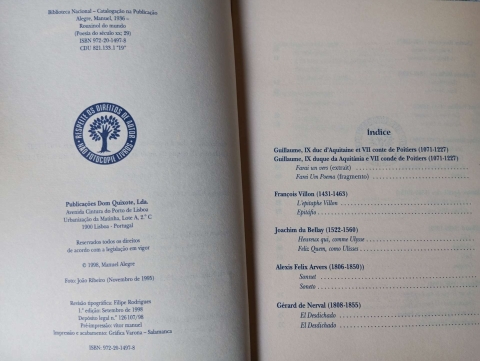 Biblioteca Nacional – Catalogação na Publicação
Alegre, Manuel, 1936 –
Rouxinol do mundo
(Poesia do século xx; 29)
ISBN 972-20-1497-8
CDU 821.133.1 "19"
RESPEITE OS DIREITOS DE AUTOR
NÃO FOTOCOPIE LIVROS
Publicações Dom Quixote, Lda.
Avenida Cintura do Porto de Lisboa
Urbanização da Matinha, Lote A, 2.º C
1900 Lisboa - Portugal
Reservados todos os direitos
de acordo com a legislação em vigor
© 1998, Manuel Alegre
Foto: João Ribeiro (Novembro de 1995)
Revisão tipográfica: Filipe Rodrigues
1.ª edição: Setembro de 1998
Depósito legal n.º 126 107/98
Pré-impressão:
Impressão e acabamento: Gráfica Varona – Salamanca
ISBN: 972-20-1497-8
Índice
Guillaume, IX duc d'Aquitaine et VII conte de Poitiers (1071-1227)
Guillaume, IX duque da Aquitânia e VII conde de Poitiers (1071-1227)
Farai un vers (extrait)
Farei Um Poema (fragmento)
François Villon (1431-1463)
L'épitaphe Villon
Epitáfio
Joachim du Bellay (1522-1560)
Heureux qui, comme Ulysse
Feliz Quem, como Ulisses
Alexis Felix Arvers (1806-1850))
Sonnet
Soneto
Gérard de Nerval (1808-1855)
El Desdichado
El Desdichado